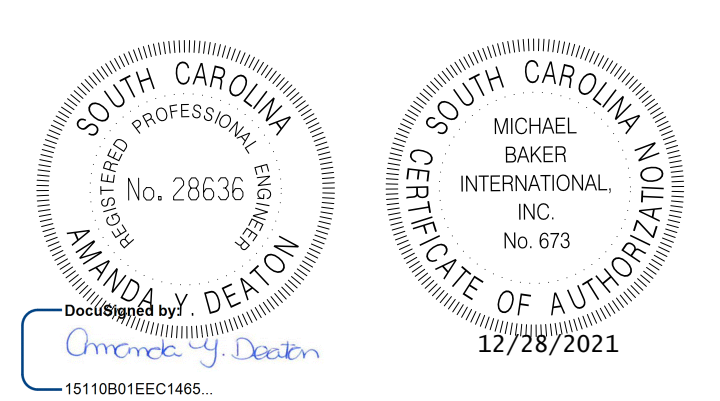 SOUTH CAROLINA
REGISTERED PROFESSIONAL ENGINEER
No. 28636
AMANDA Y. DEATON
DocuSigned by:
Amanda Y. Deaton
15110B01EEC1465...
SOUTH CAROLINA
MICHAEL
BAKER
INTERNATIONAL,
INC.
No. 673
CERTIFICATE OF AUTHORIZATION
12/28/2021